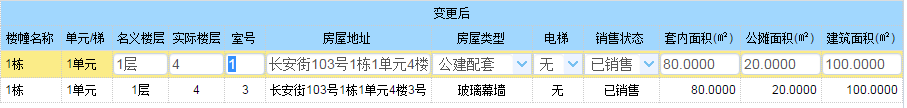 变更后
楼幢名称 单元/梯 名义楼层 实际楼层 室号 房屋地址 房屋类型 电梯 销售状态 套内面积(㎡) 公摊面积(㎡) 建筑面积(㎡)
1栋 1单元 1层 4 1 长安街103号1栋1单元4楼 公建配套 无 已销售 80.0000 20.0000 100.0000
1栋 1单元 1层 4 3 长安街103号1栋1单元4楼3号 玻璃幕墙 无 已销售 80.0000 20.0000 100.0000